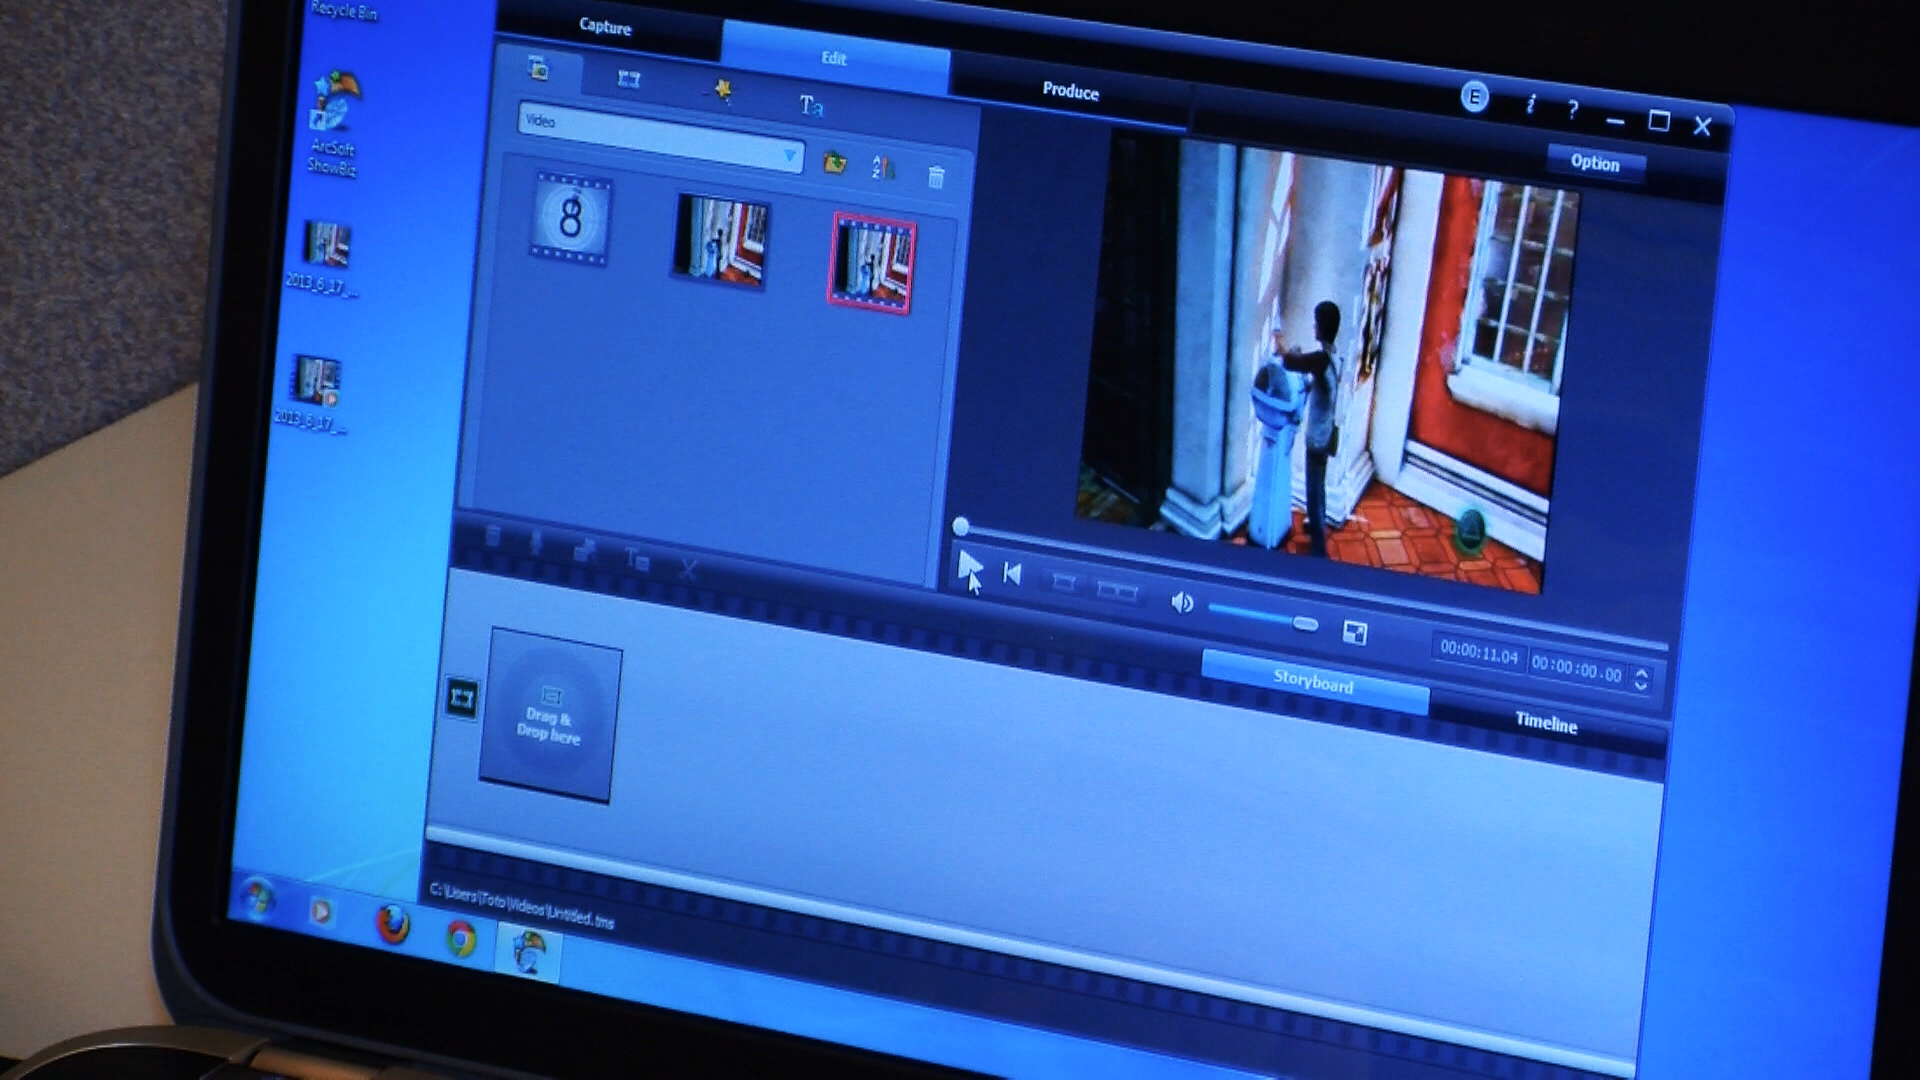 Recycle Bin
ArcSoft
ShowBiz
2013_6_17_...
2013_6_17_...
Capture
Edit
Produce
E
i
?
Option
Ta
Video
A
Z
8
T
00:00:11.04
00:00:00.00
Storyboard
Timeline
Drag &
Drop here
C:\Users\Toto\Videos\Untitled.tms